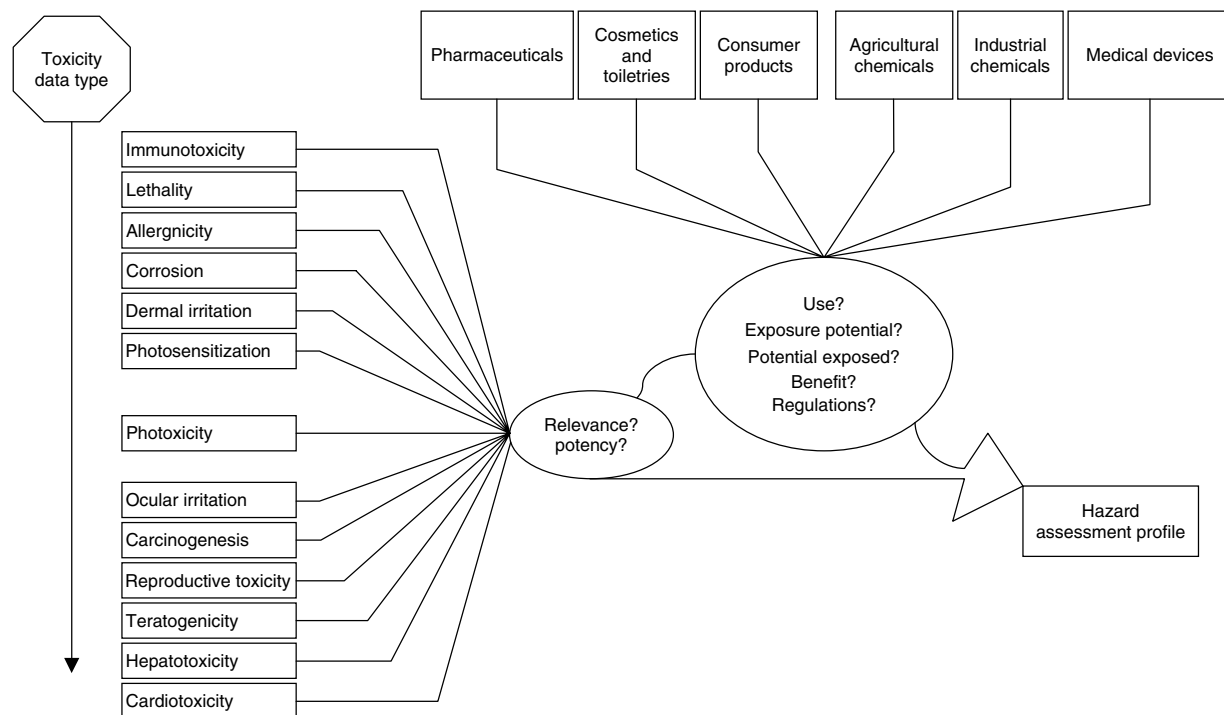 Toxicity
data type
Pharmaceuticals
Cosmetics
and
toiletries
Consumer
products
Agricultural
chemicals
Industrial
chemicals
Medical devices
Immunotoxicity
Lethality
Allergnicity
Corrosion
Dermal irritation
Photosensitization
Photoxicity
Ocular irritation
Carcinogenesis
Reproductive toxicity
Teratogenicity
Hepatotoxicity
Cardiotoxicity
Relevance?
potency?
Use?
Exposure potential?
Potential exposed?
Benefit?
Regulations?
Hazard
assessment profile